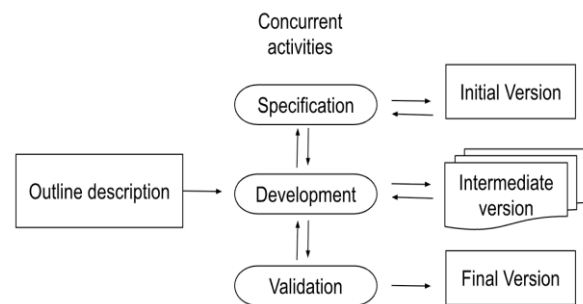 Concurrent
activities
Specification
Initial Version
Outline description
Development
Intermediate
version
Validation
Final Version